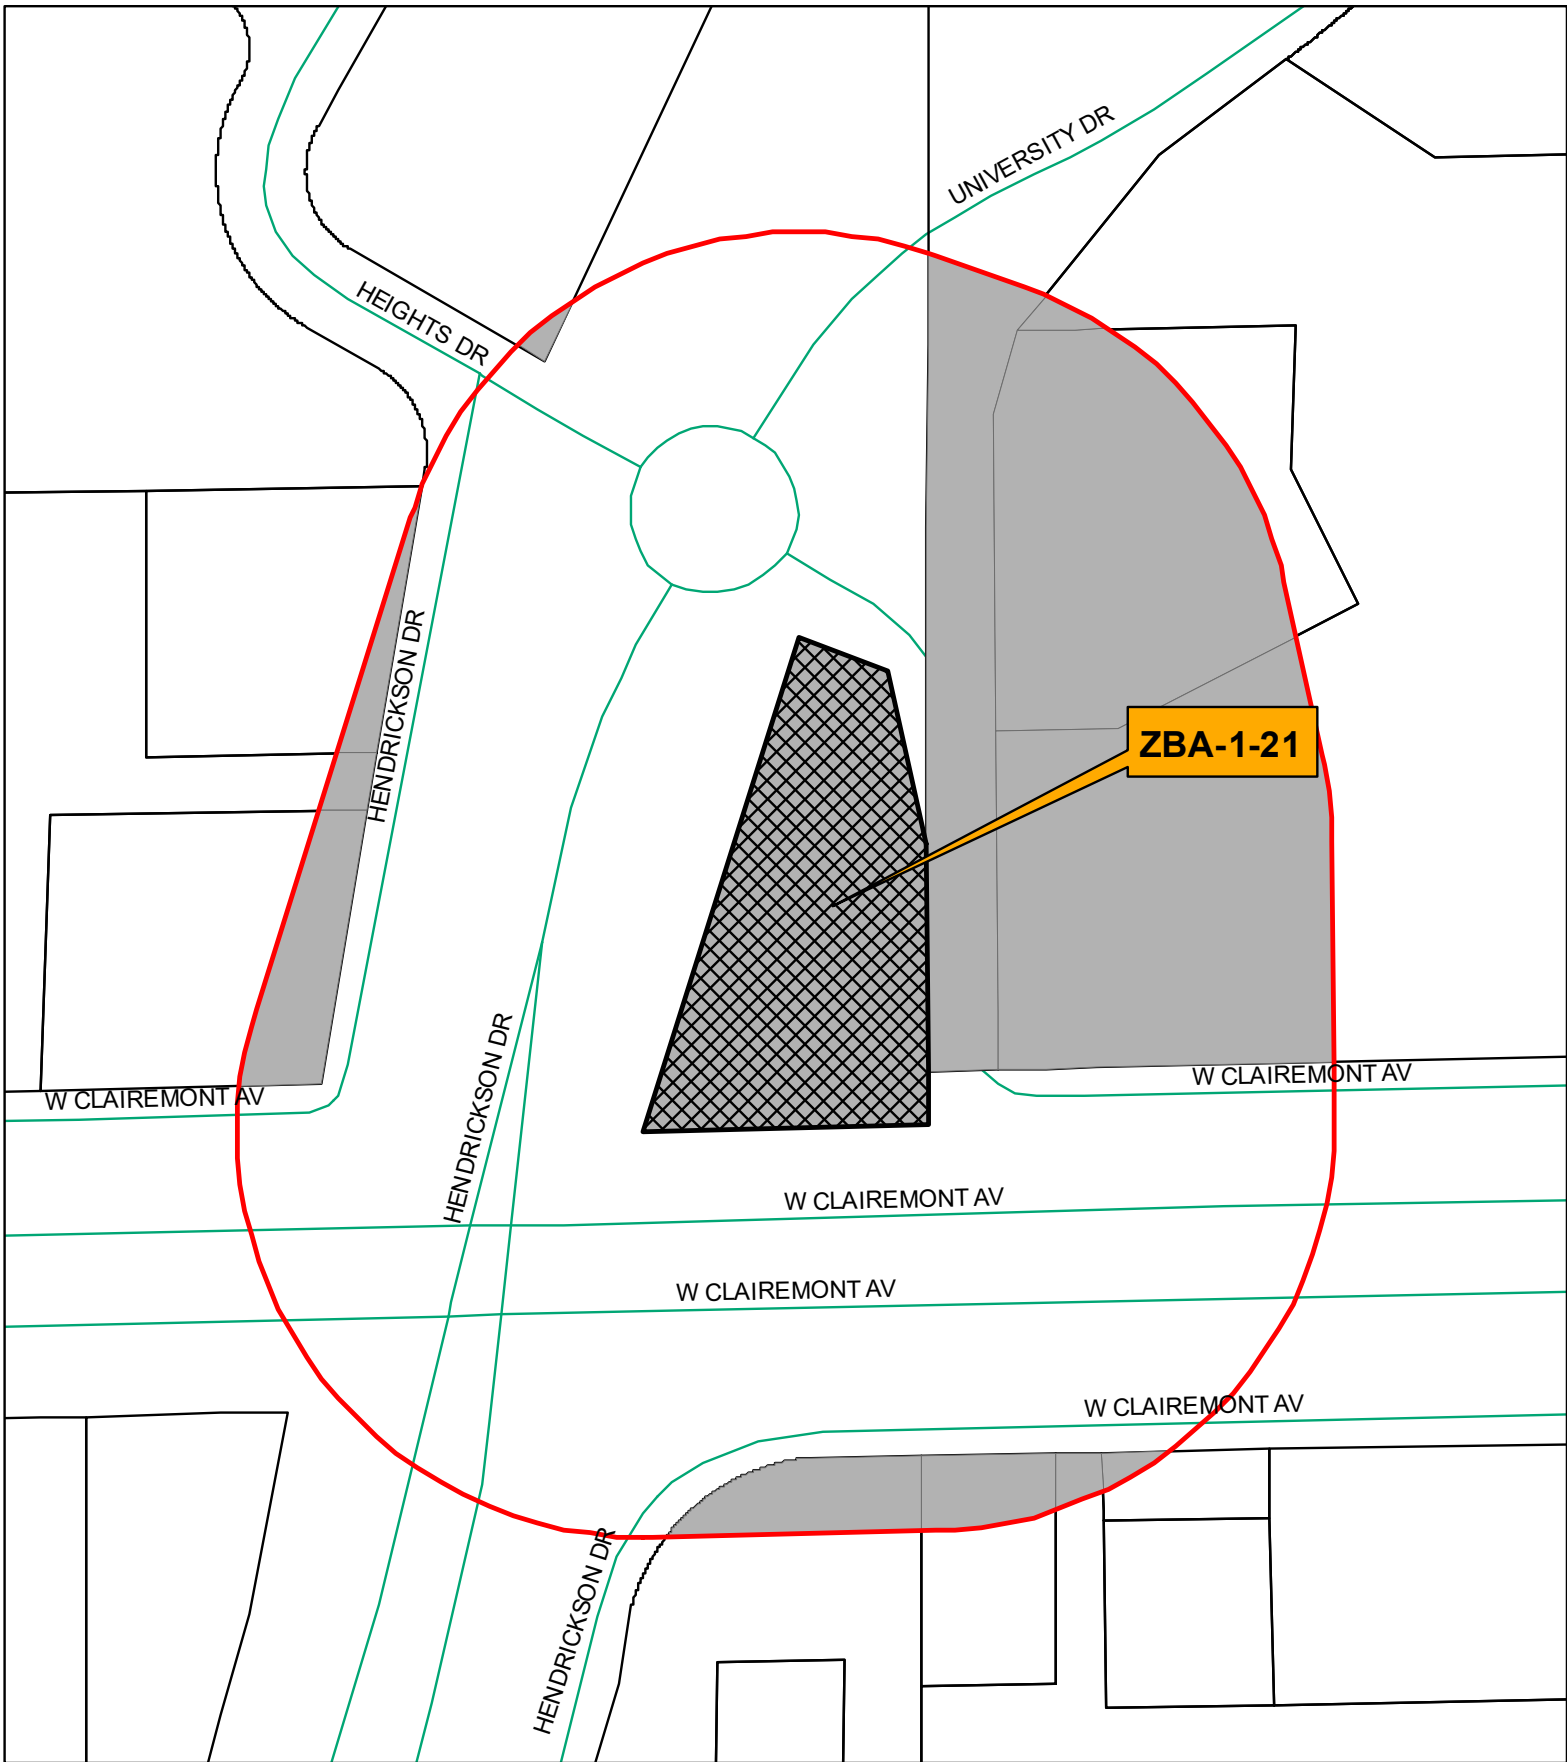 UNIVERSITY DR
HEIGHTS DR
HENDRICKSON DR
ZBA-1-21
W CLAIREMONT AV
W CLAIREMONT AV
HENDRICKSON DR
W CLAIREMONT AV
W CLAIREMONT AV
W CLAIREMONT AV
HENDRICKSON DR